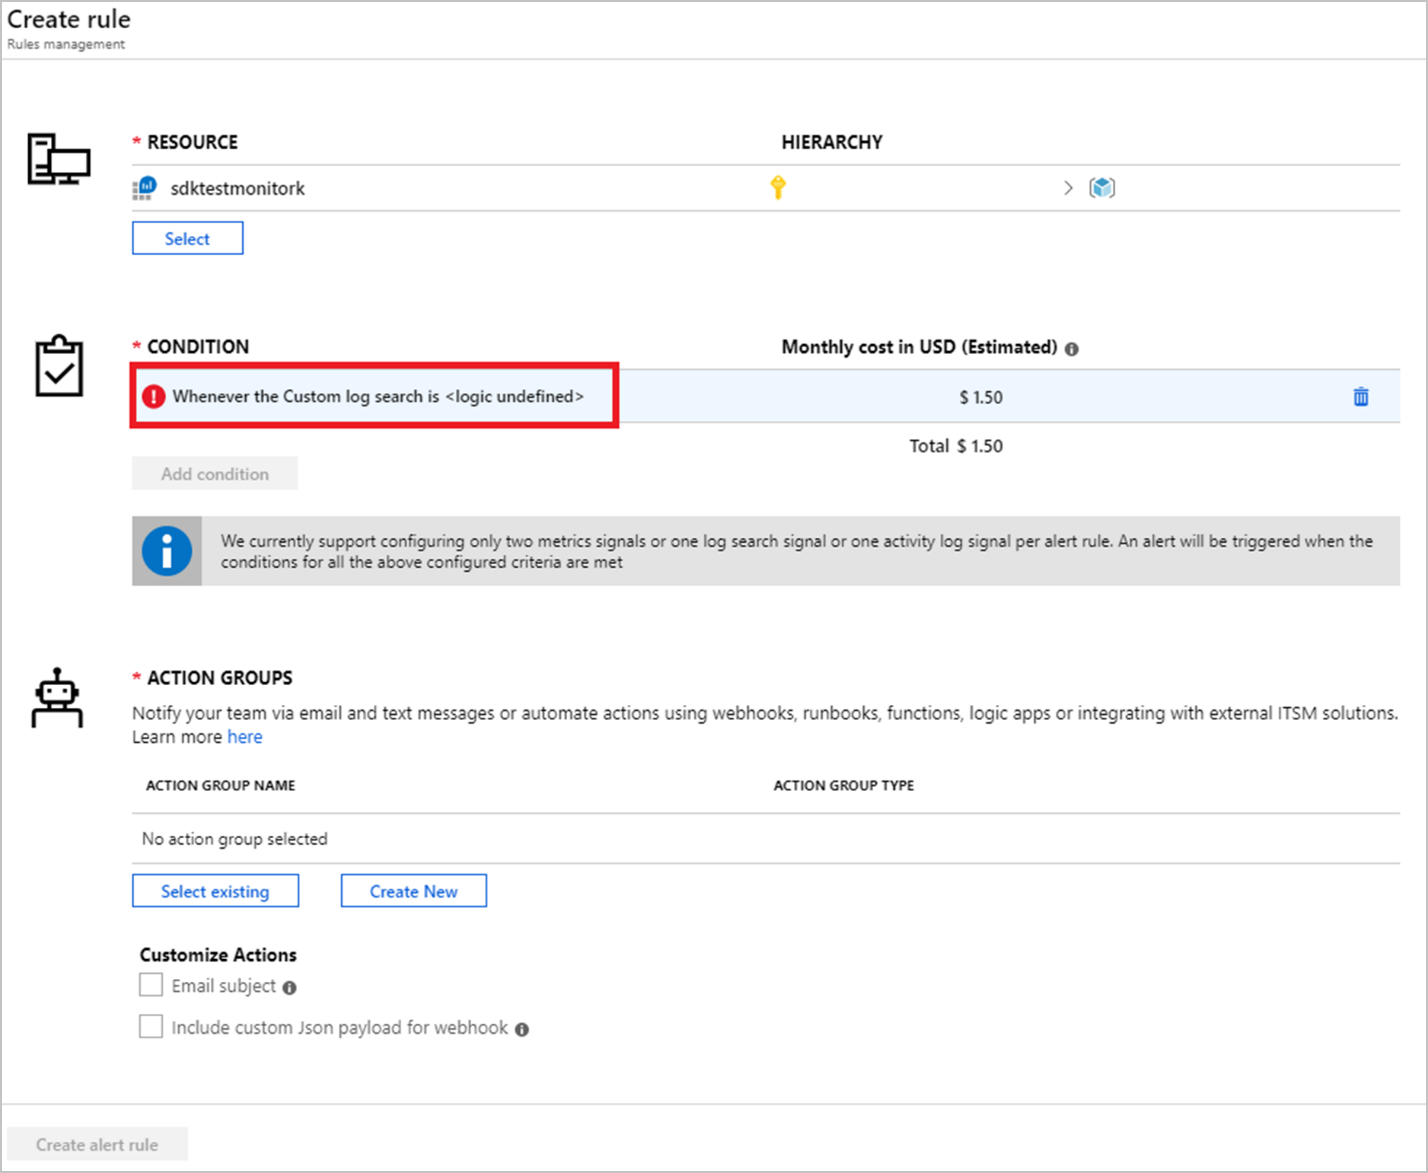 Create rule
Rules management
* RESOURCE
HIERARCHY
sdktestmonitork
Select
* CONDITION
Monthly cost in USD (Estimated)
Whenever the Custom log search is <logic undefined>
$ 1.50
Total $ 1.50
Add condition
We currently support configuring only two metrics signals or one log search signal or one activity log signal per alert rule. An alert will be triggered when the
conditions for all the above configured criteria are met
* ACTION GROUPS
Notify your team via email and text messages or automate actions using webhooks, runbooks, functions, logic apps or integrating with external ITSM solutions.
Learn more here
ACTION GROUP NAME
ACTION GROUP TYPE
No action group selected
Select existing
Create New
Customize Actions
Email subject
Include custom Json payload for webhook
Create alert rule